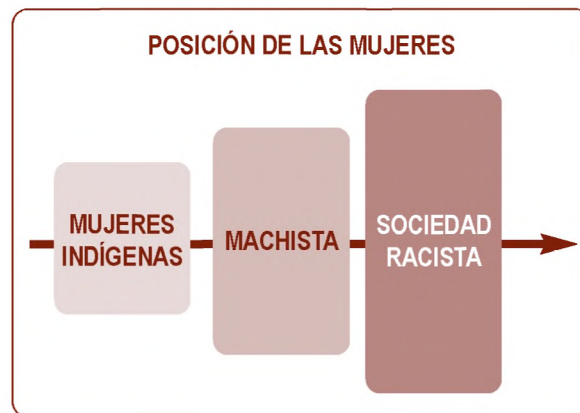 POSICIÓN DE LAS MUJERES
MUJERES
INDÍGENAS
MACHISTA
SOCIEDAD
RACISTA